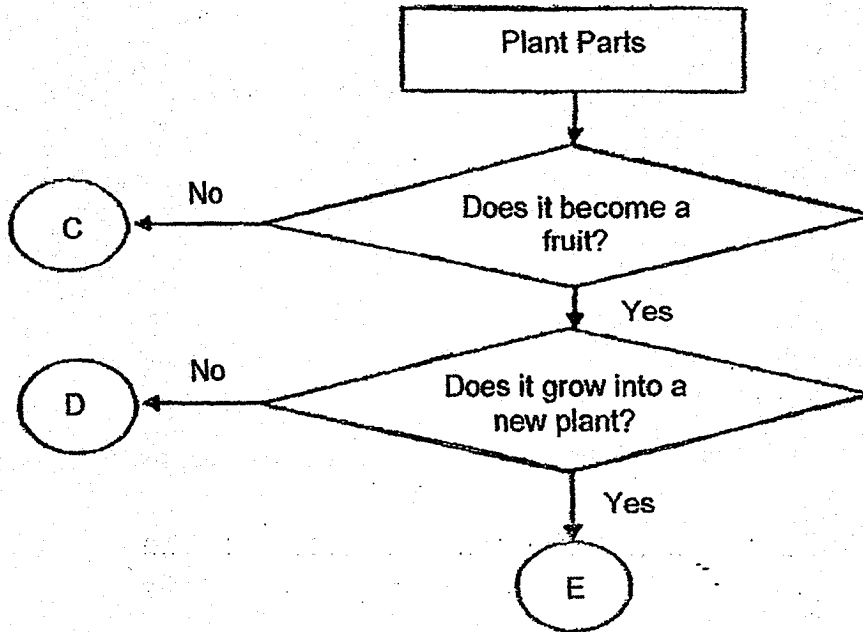 Plant Parts
No
C
Does it become a
fruit?
Yes
No
D
Does it grow into a
new plant?
Yes
E